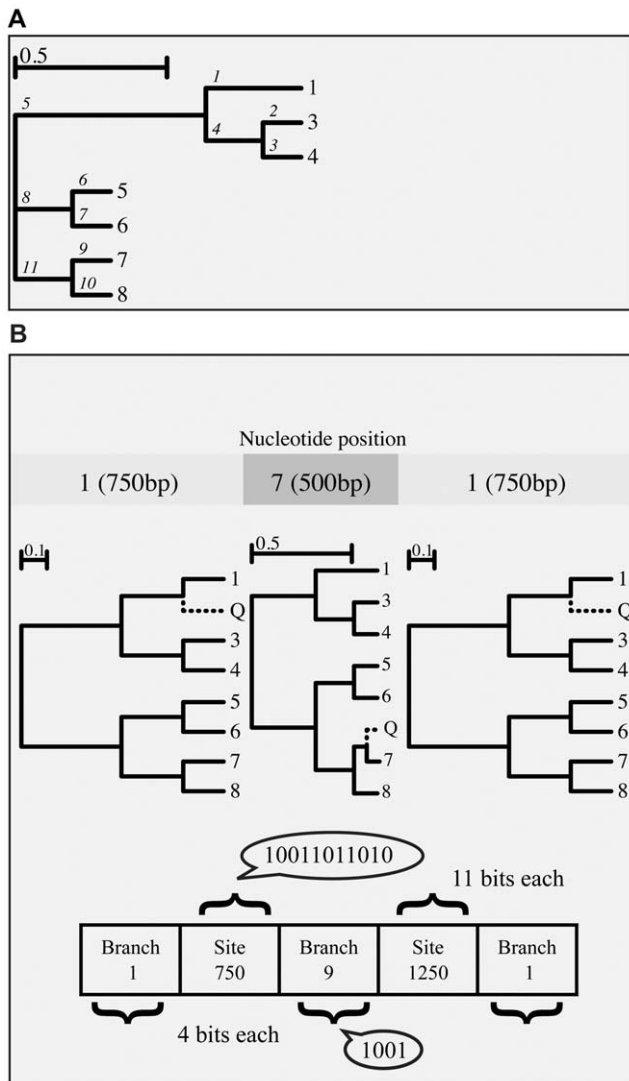 A
0.5
1
1
5
2
3
4
3
4
6
5
8
7
6
9
7
11
10
8
B
Nucleotide position
1 (750bp) 7 (500bp) 1 (750bp)
0.1 0.5 0.1
1 1 1
Q 3 Q
3 4 3
4 5 4
5 6 5
6 Q 6
7 7 7
8 8 8
10011011010
11 bits each
Branch Site Branch Site Branch
1 750 9 1250 1
4 bits each
1001